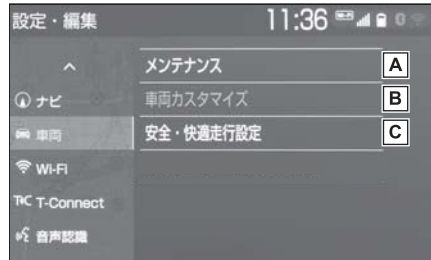 設定・編集
11:36
メンテナンス
A
ナビ
車両カスタマイズ
B
車両
安全・快適走行設定
C
Wi-Fi
T-Connect
音声認識